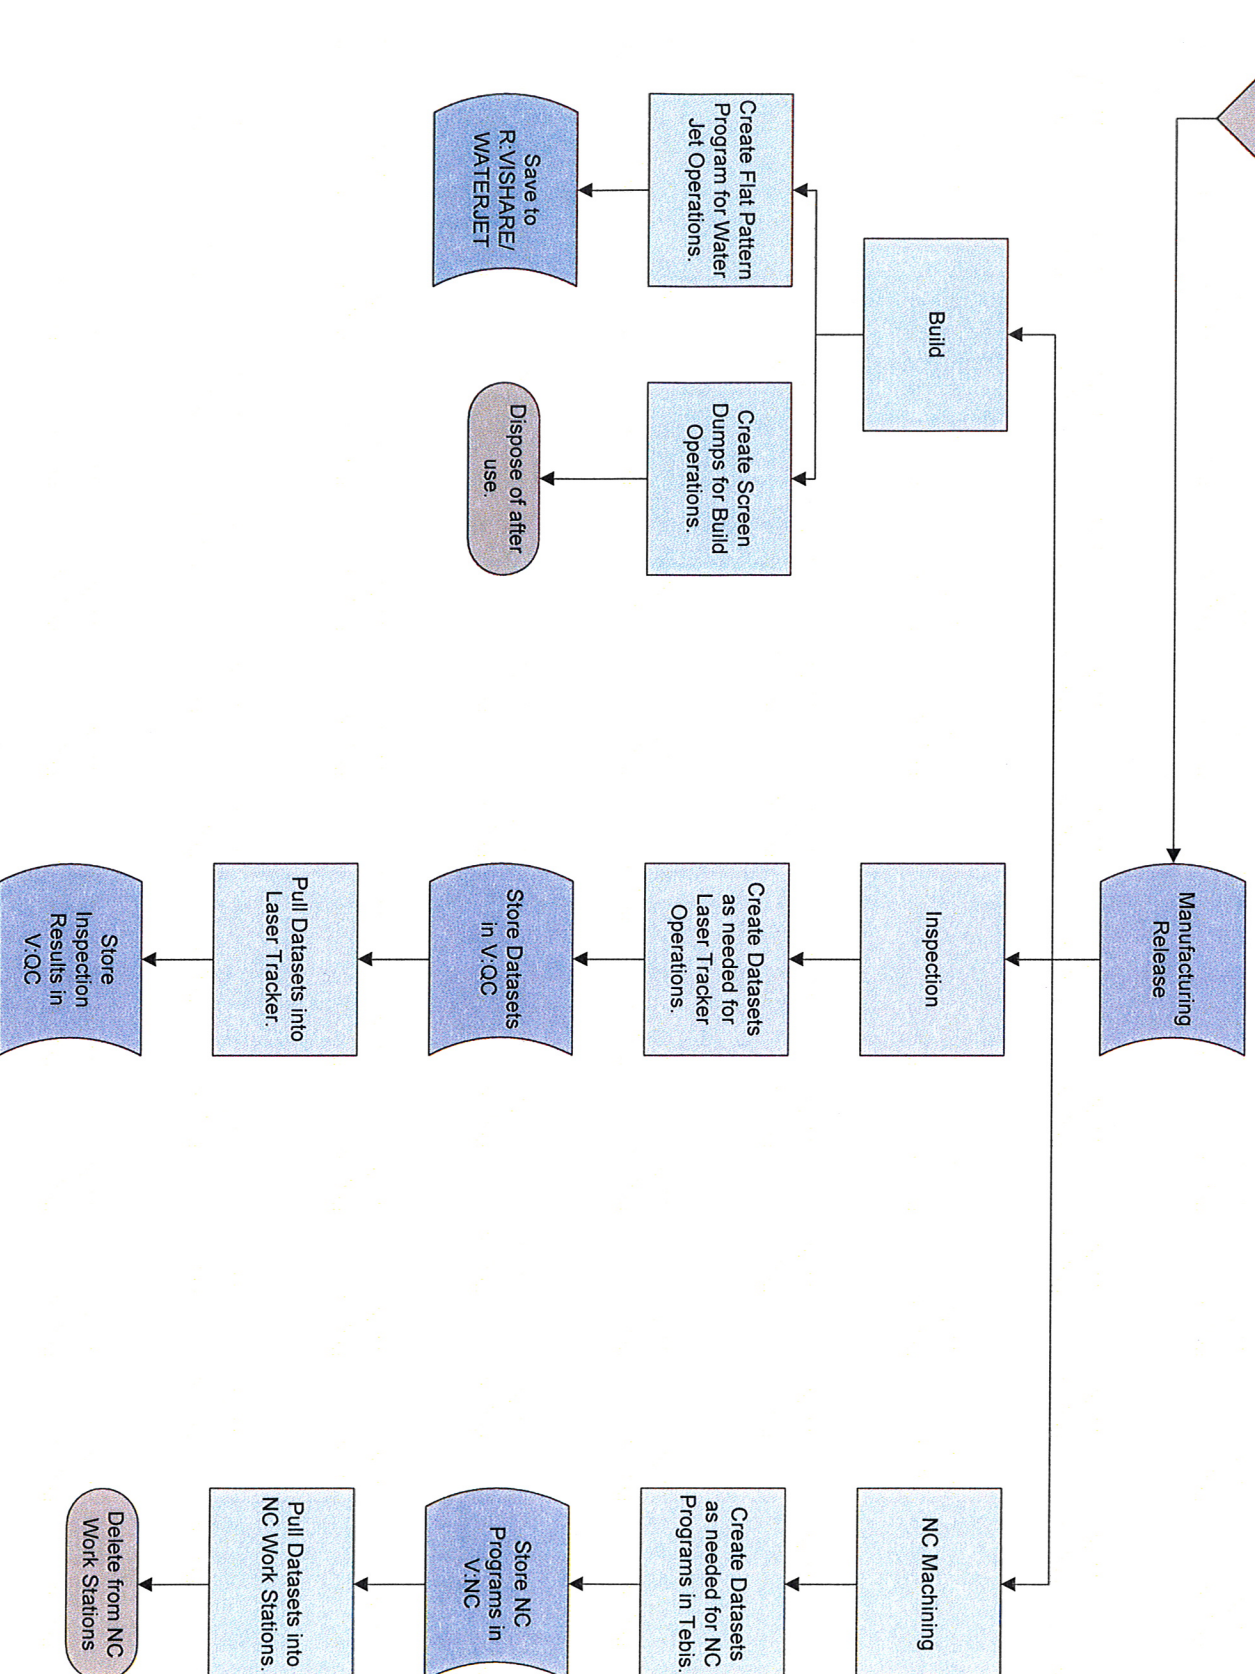 Manufacturing
Release
Build
Inspection
NC Machining
Create Flat Pattern
Program for Water
Jet Operations.
Create Screen
Dumps for Build
Operations.
Create Datasets
as needed for
Laser Tracker
Operations.
Create Datasets
as needed for NC
Programs in Tebis.
Save to
R:VISHARE/
WATERJET
Dispose of after
use.
Store Datasets
in V:QC
Store NC
Programs in
V:NC
Pull Datasets into
Laser Tracker.
Pull Datasets into
NC Work Stations.
Store
Inspection
Results in
V:QC
Delete from NC
Work Stations